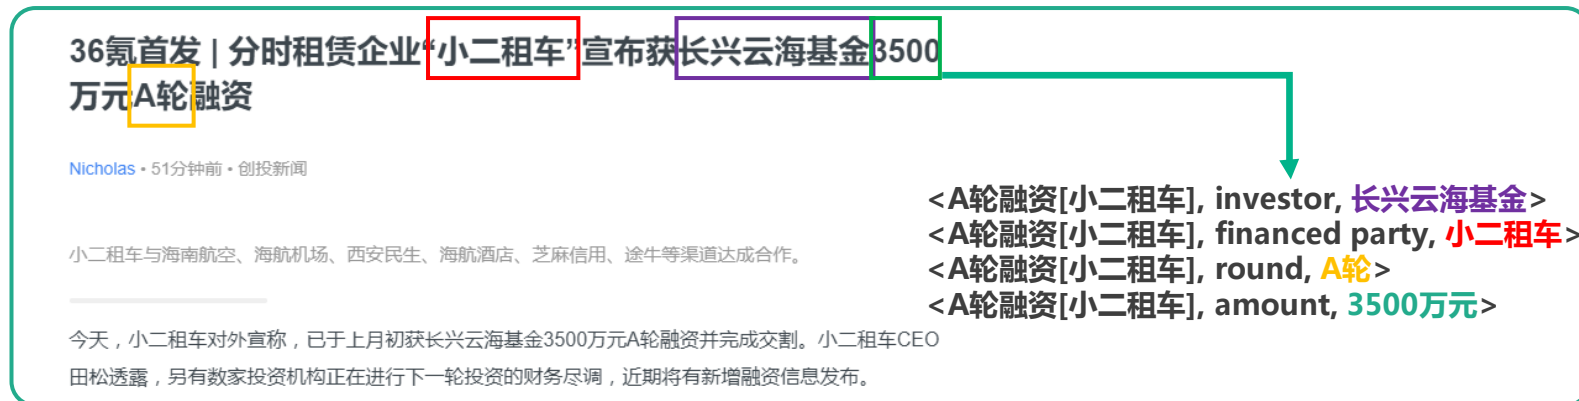 36氪首发 | 分时租赁企业“小二租车”宣布获长兴云海基金3500
万元A轮融资
Nicholas • 51分钟前 • 创投新闻
小二租车与海南航空、海航机场、西安民生、海航酒店、芝麻信用、途牛等渠道达成合作。
今天，小二租车对外宣称，已于上月初获长兴云海基金3500万元A轮融资并完成交割。小二租车CEO
田松透露，另有数家投资机构正在进行下一轮投资的财务尽调，近期将有新增融资信息发布。
<A轮融资[小二租车], investor, 长兴云海基金>
<A轮融资[小二租车], financed party, 小二租车>
<A轮融资[小二租车], round, A轮>
<A轮融资[小二租车], amount, 3500万元>